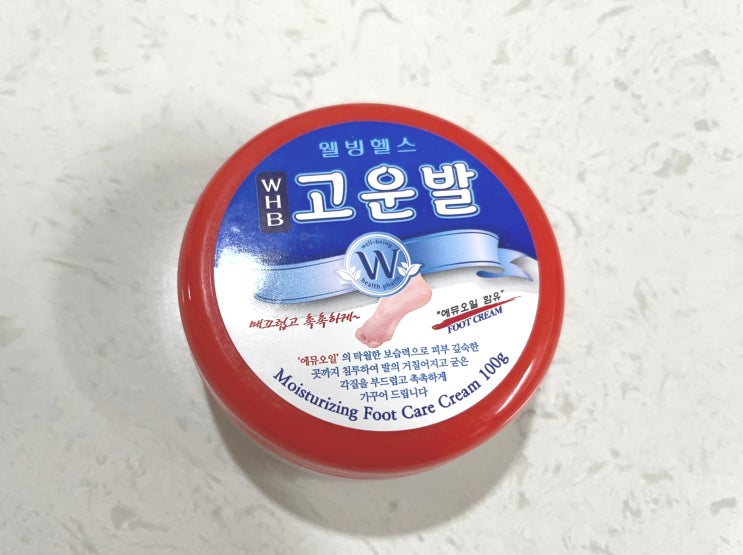 웰빙헬스
WHB
고운발
well-being
W
health pharm
매끄럽고 촉촉하게~
"에뮤오일 함유"
FOOT CREAM
'에뮤오일' 의 탁월한 보습력으로 피부 깊숙한
곳까지 침투하여 발의 거칠어지고 굳은
각질을 부드럽고 촉촉하게
가꾸어 드립니다
Moisturizing Foot Care Cream 100g